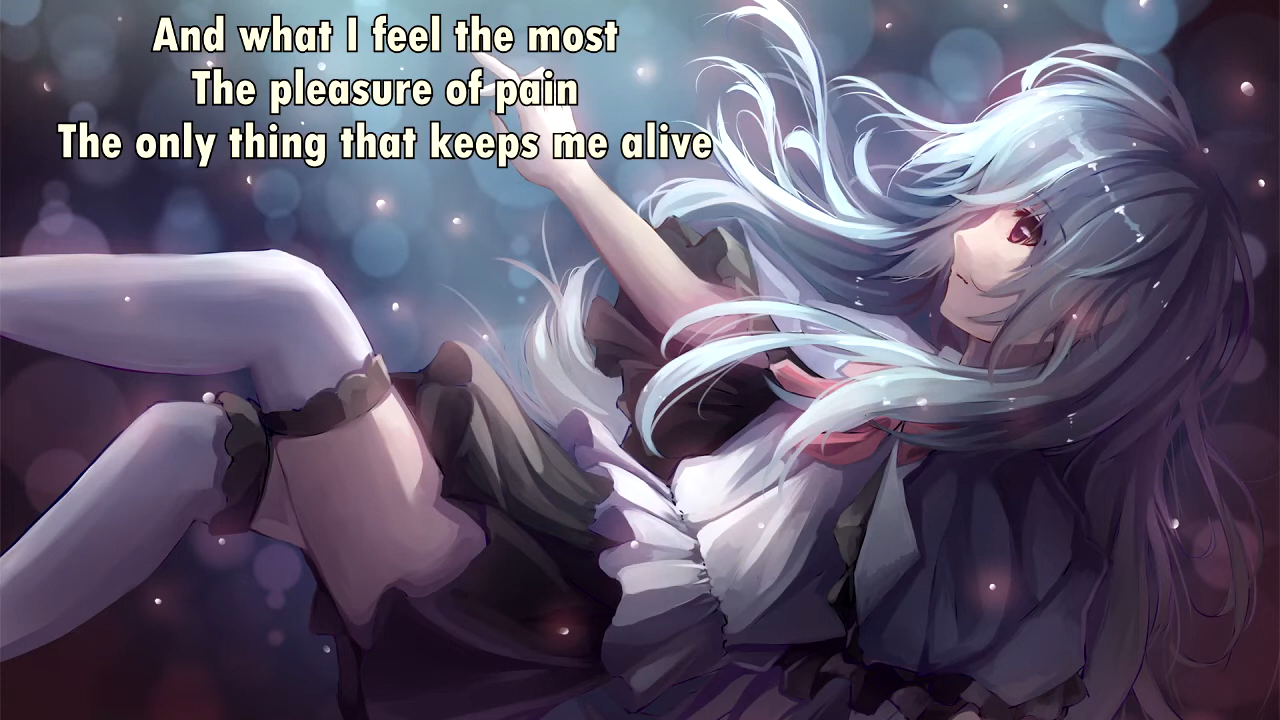 And what I feel the most
The pleasure of pain
The only thing that keeps me alive